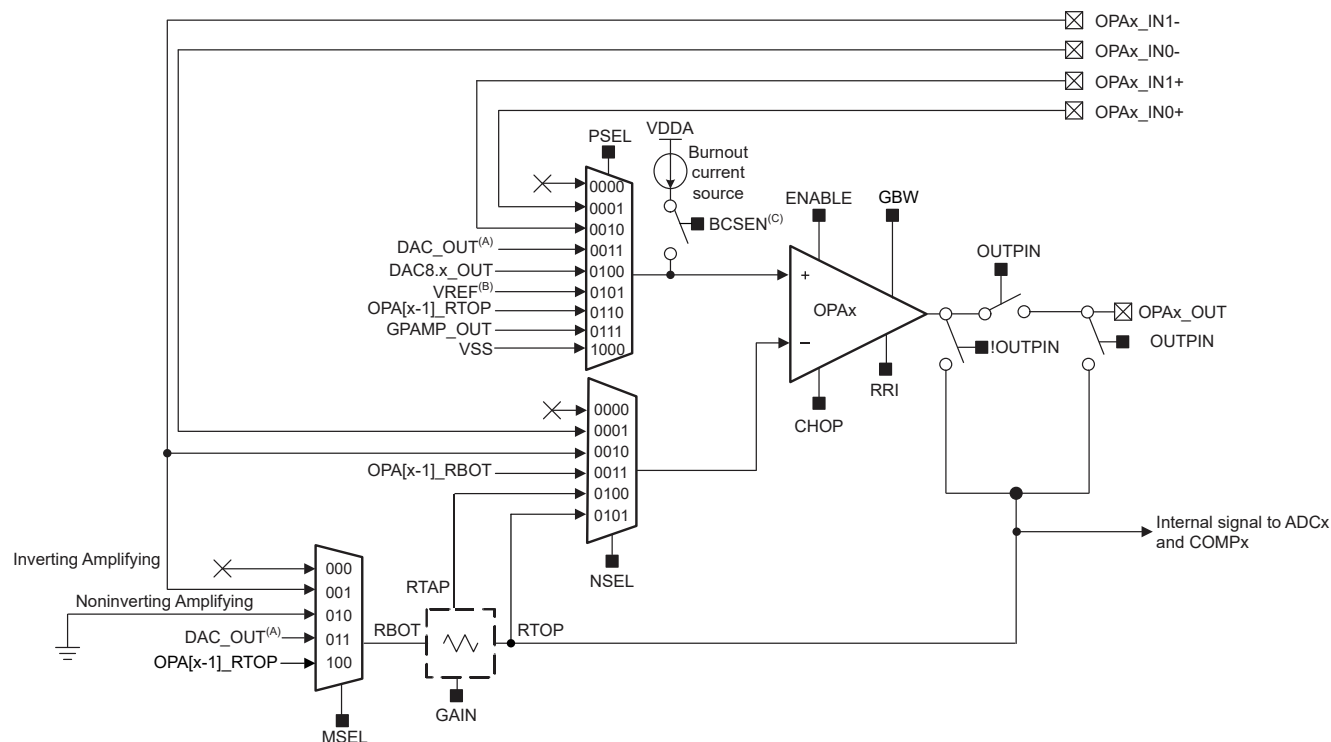 OPAx_IN1-
OPAx_IN0-
OPAx_IN1+
OPAx_IN0+
PSEL
VDDA
Burnout
current
source
BCSEN(C)
ENABLE
GBW
OUTPIN
0000
0001
0010
DAC_OUT(A)
0011
DAC8.x_OUT
0100
VREF(B)
0101
OPA[x-1]_RTOP
0110
GPAMP_OUT
0111
VSS
1000
+
OPAx
−
OPAx_OUT
!OUTPIN
OUTPIN
RRI
CHOP
0000
0001
0010
OPA[x-1]_RBOT
0011
0100
0101
NSEL
Internal signal to ADCx
and COMPx
Inverting Amplifying
000
001
Noninverting Amplifying
010
DAC_OUT(A)
011
OPA[x-1]_RTOP
100
MSEL
RTAP
RBOT
RTOP
GAIN